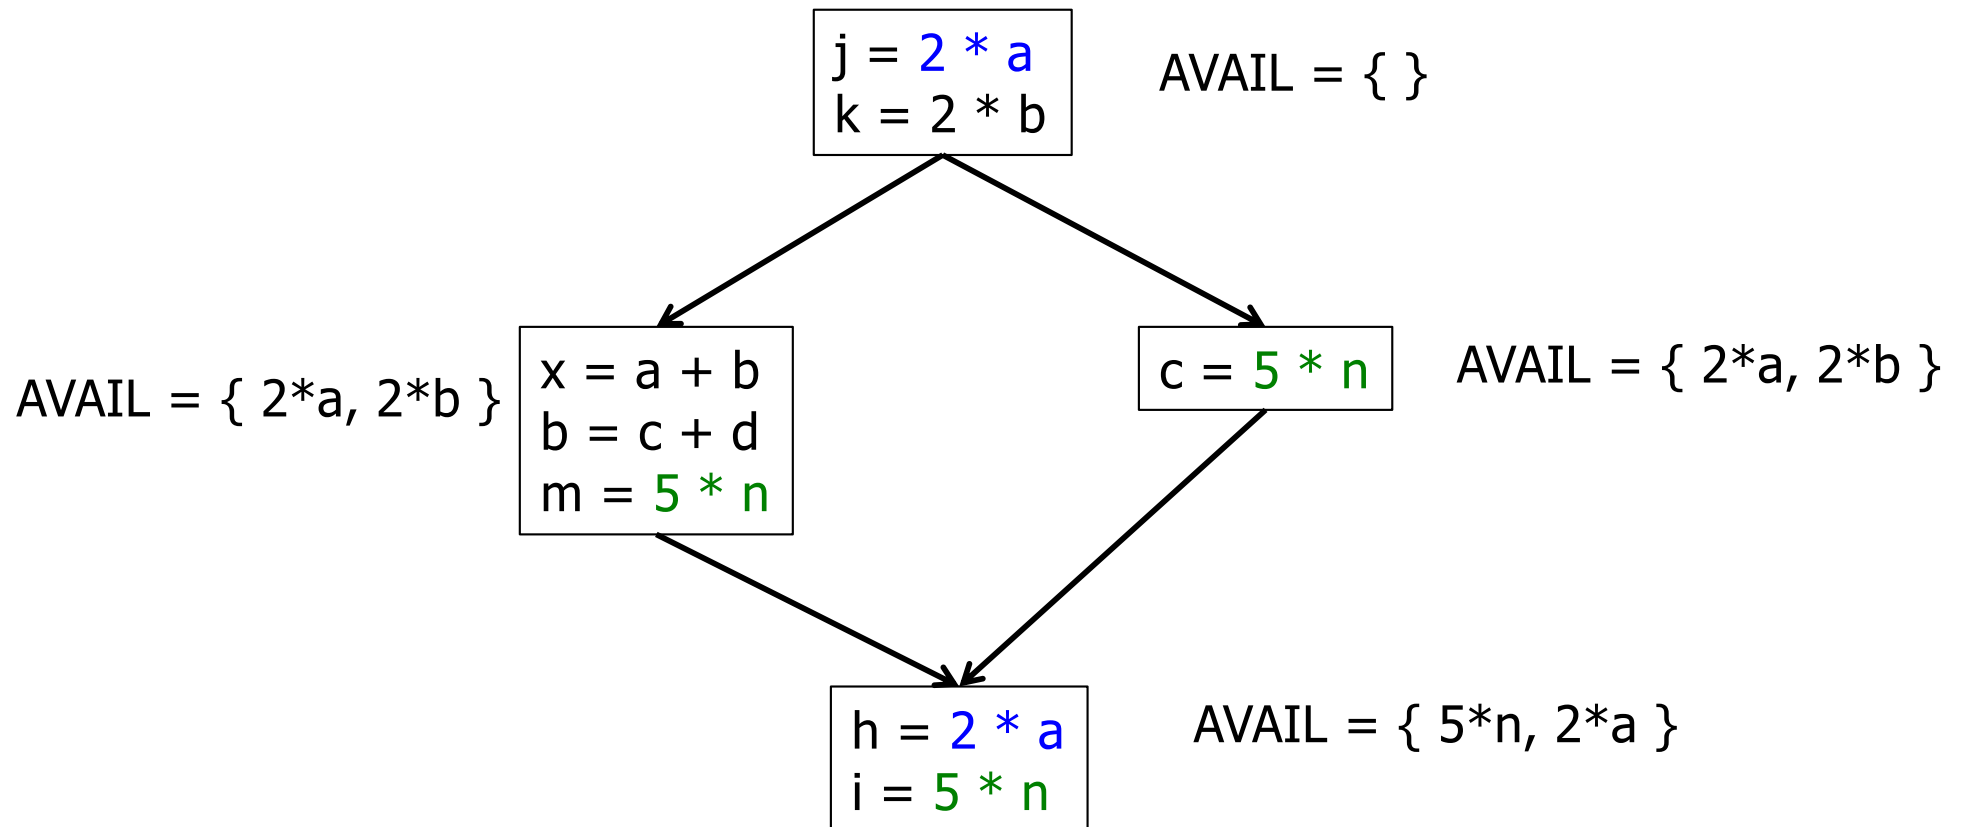 j = 2 * a
k = 2 * b
AVAIL = { }
AVAIL = { 2*a, 2*b }
x = a + b
b = c + d
m = 5 * n
c = 5 * n
AVAIL = { 2*a, 2*b }
h = 2 * a
i = 5 * n
AVAIL = { 5*n, 2*a }